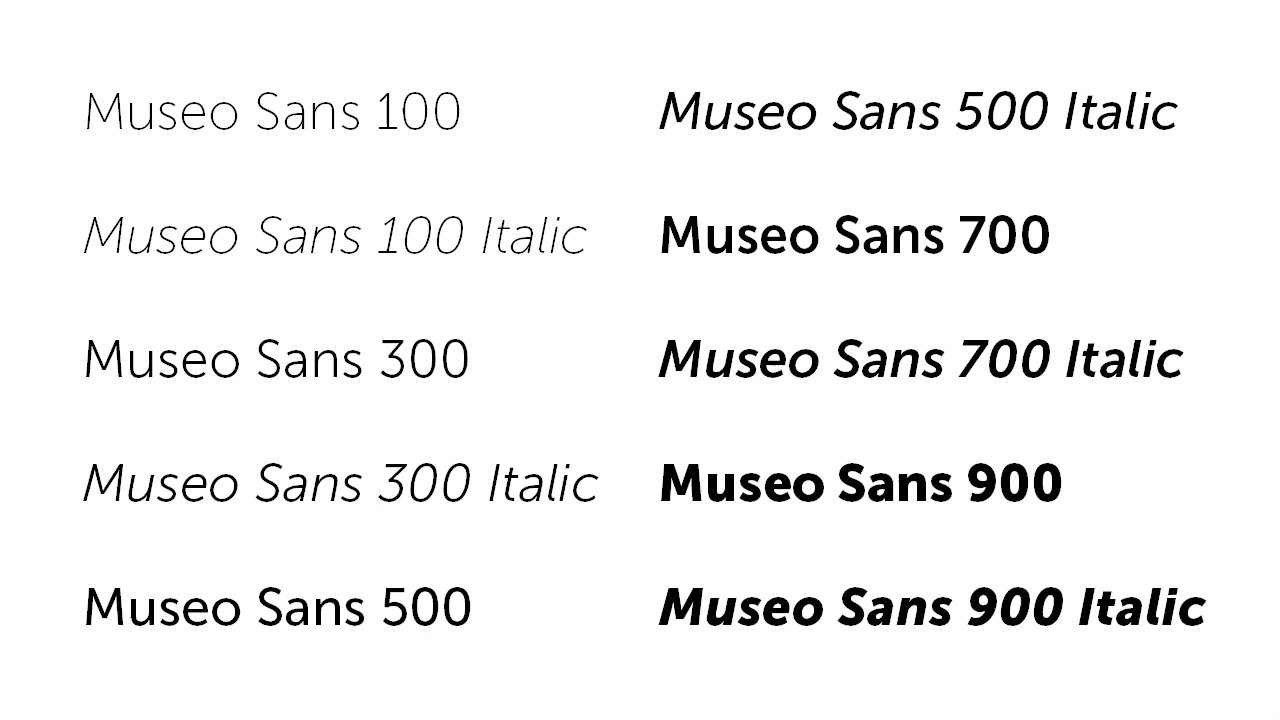 Museo Sans 100
Museo Sans 100 Italic
Museo Sans 300
Museo Sans 300 Italic
Museo Sans 500
Museo Sans 500 Italic
Museo Sans 700
Museo Sans 700 Italic
Museo Sans 900
Museo Sans 900 Italic